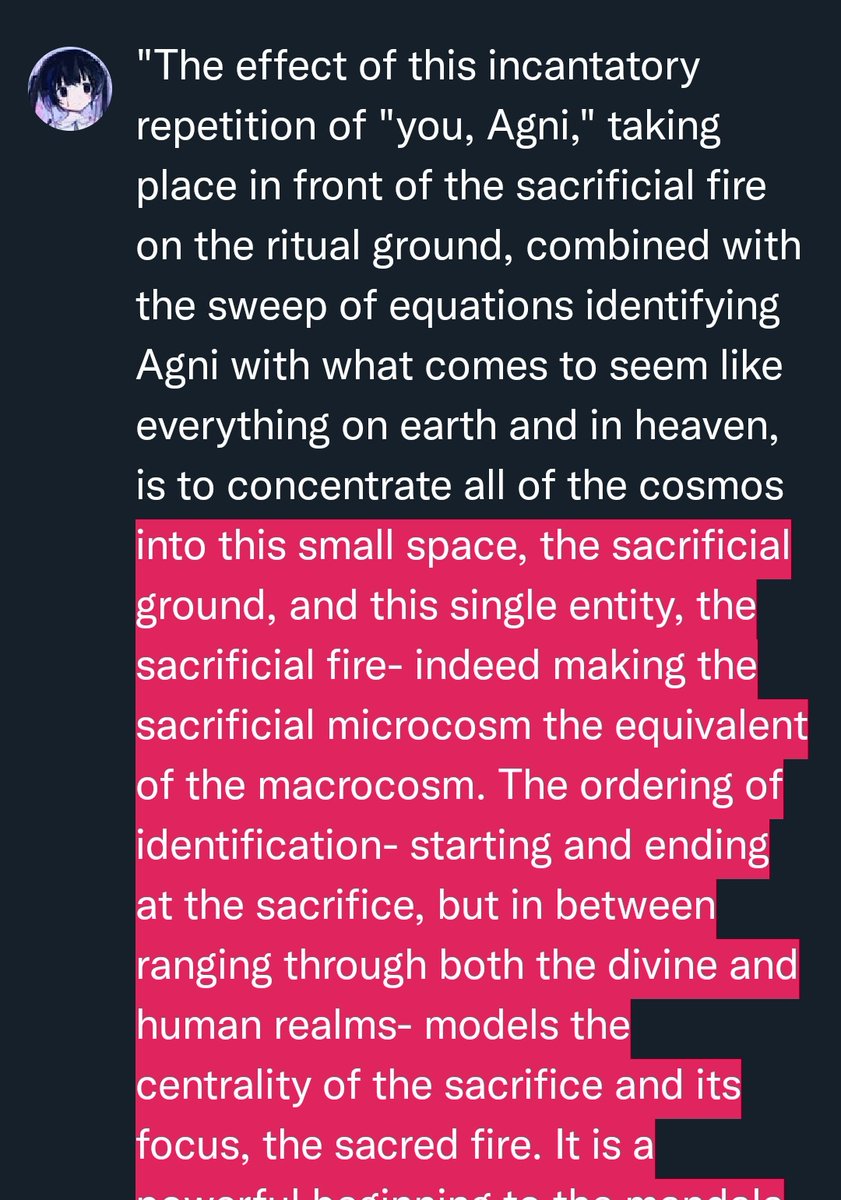 "The effect of this incantatory
repetition of "you, Agni," taking
place in front of the sacrificial fire
on the ritual ground, combined with
the sweep of equations identifying
Agni with what comes to seem like
everything on earth and in heaven,
is to concentrate all of the cosmos
into this small space, the sacrificial
ground, and this single entity, the
sacrificial fire- indeed making the
sacrificial microcosm the equivalent
of the macrocosm. The ordering of
identification- starting and ending
at the sacrifice, but in between
ranging through both the divine and
human realms- models the
centrality of the sacrifice and its
focus, the sacred fire. It is a
powerful beginning to the mandala